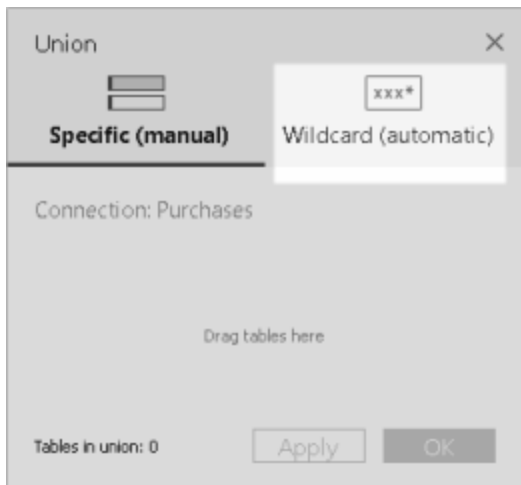 Union
xxx*
Specific (manual)
Wildcard (automatic)
Connection: Purchases
Drag tables here
Tables in union: 0
Apply
OK